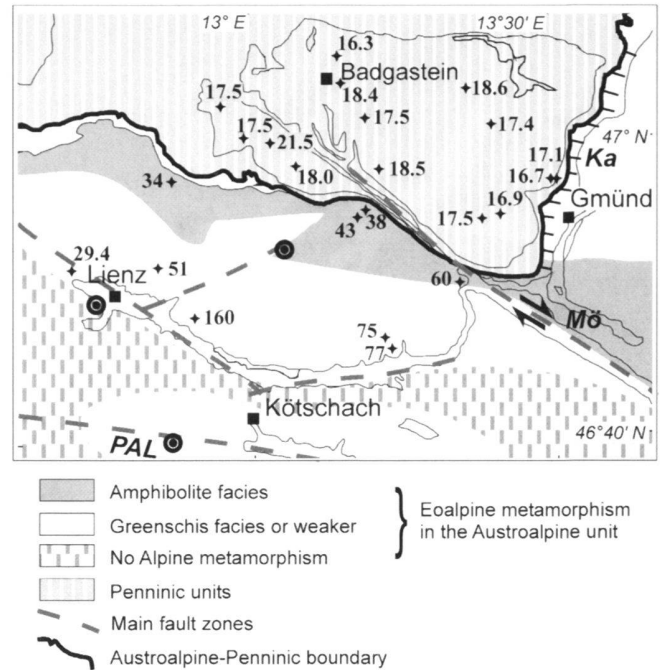 13° E
13°30' E
16.3
Badgastein
18.4
18.6
17.5
17.5
17.4
47° N
17.5
21.5
17.1
Ka
18.0
18.5
16.7
34
Gmünd
16.9
43
38
17.5
29.4
51
60
Lienz
160
Mö
75
77
Kötschach
46°40' N
PAL
Amphibolite facies
Greenschis facies or weaker
Eoalpine metamorphism
in the Austroalpine unit
No Alpine metamorphism
Penninic units
Main fault zones
Austroalpine-Penninic boundary